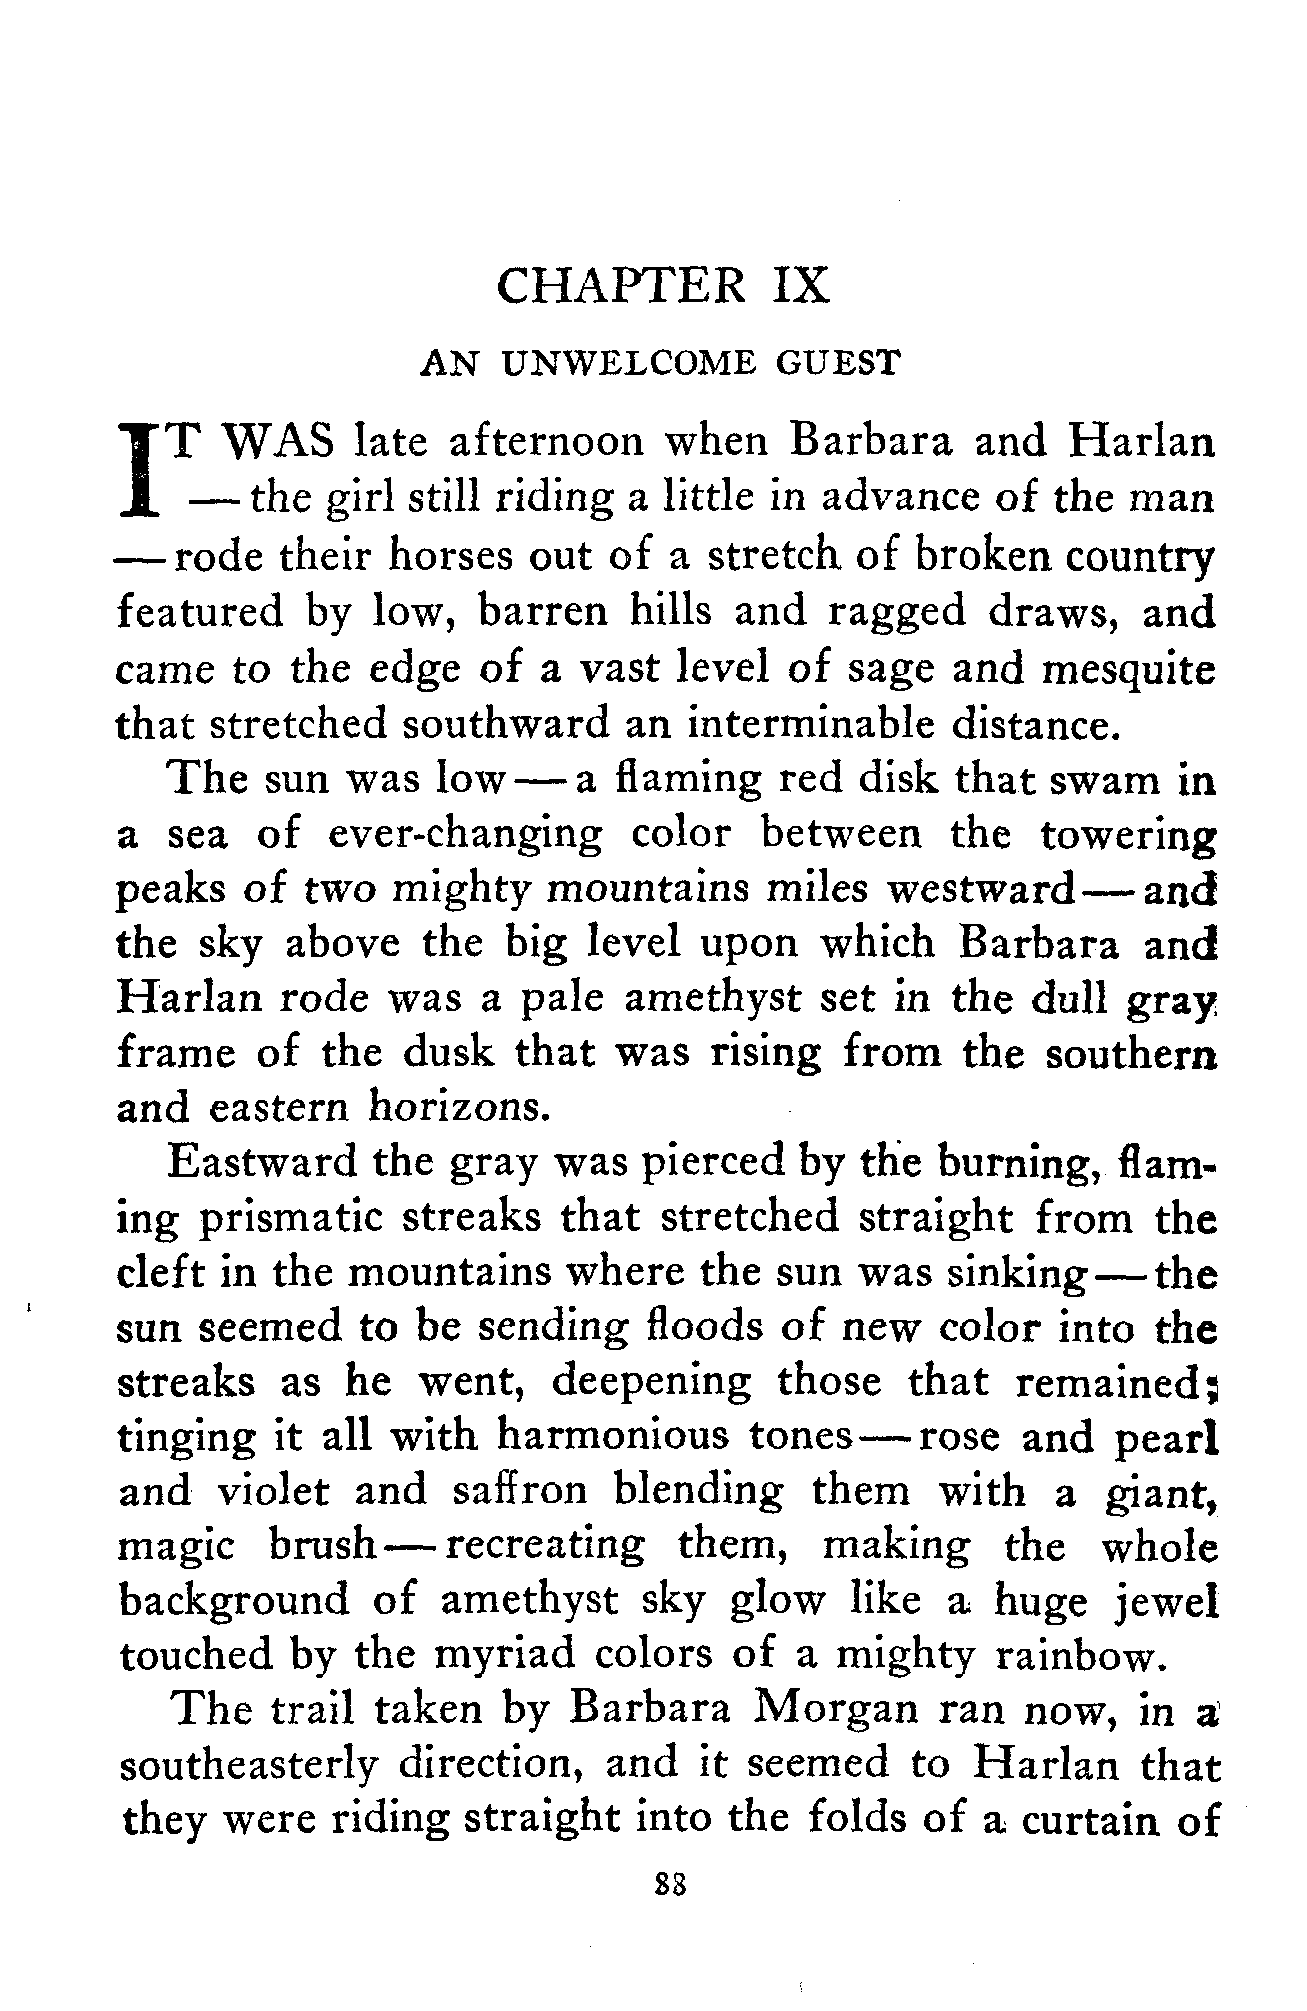 CHAPTER IX
AN UNWELCOME GUEST
IT WAS late afternoon when Barbara and Harlan
— the girl still riding a little in advance of the man
— rode their horses out of a stretch of broken country
featured by low, barren hills and ragged draws, and
came to the edge of a vast level of sage and mesquite
that stretched southward an interminable distance.
The sun was low — a flaming red disk that swam in
a sea of ever-changing color between the towering
peaks of two mighty mountains miles westward — and
the sky above the big level upon which Barbara and
Harlan rode was a pale amethyst set in the dull gray
frame of the dusk that was rising from the southern
and eastern horizons.
Eastward the gray was pierced by the burning, flam-
ing prismatic streaks that stretched straight from the
cleft in the mountains where the sun was sinking — the
sun seemed to be sending floods of new color into the
streaks as he went, deepening those that remained;
tinging it all with harmonious tones — rose and pearl
and violet and saffron blending them with a giant,
magic brush — recreating them, making the whole
background of amethyst sky glow like a huge jewel
touched by the myriad colors of a mighty rainbow.
The trail taken by Barbara Morgan ran now, in a
southeasterly direction, and it seemed to Harlan that
they were riding straight into the folds of a curtain of
88